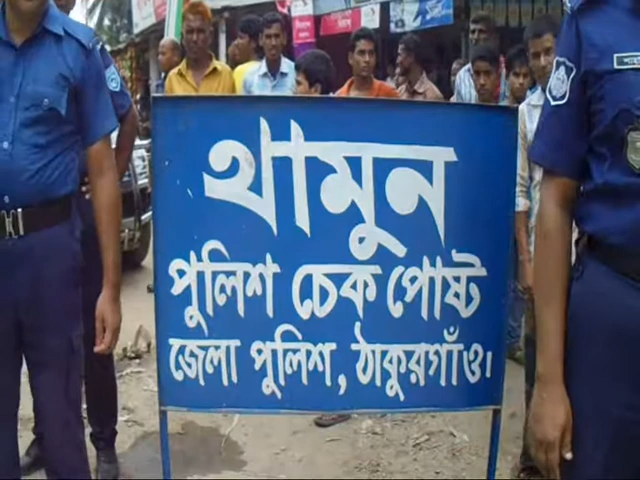 থামুন
পুলিশ চেক পোষ্ট
জেলা পুলিশ, ঠাকুরগাঁও।